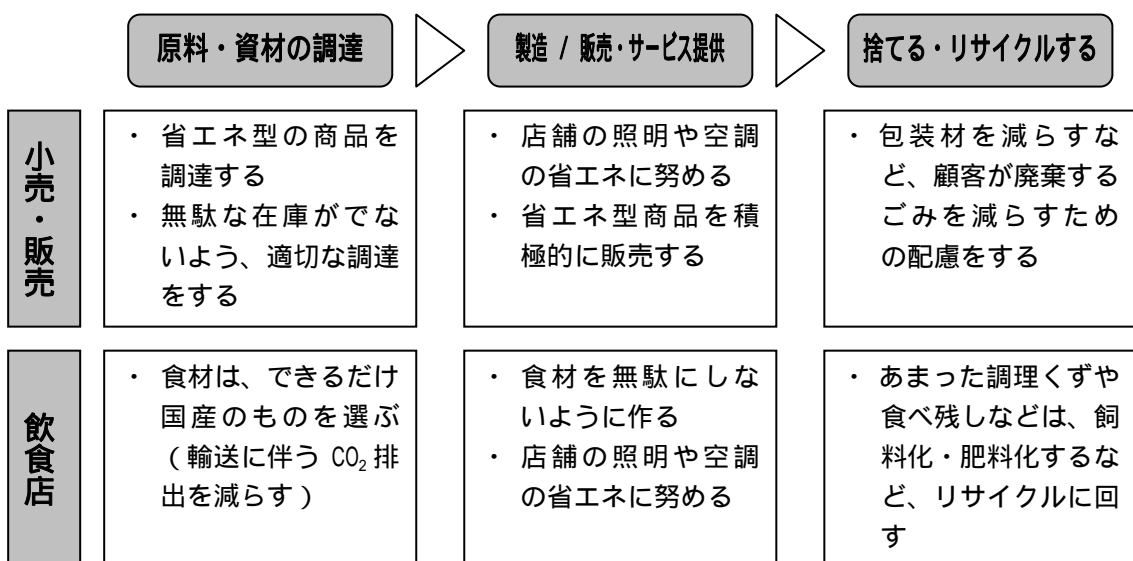 原料・資材の調達
製造 / 販売・サービス提供
捨てる・リサイクルする
小売・販売
・ 省エネ型の商品を
調達する
・ 無駄な在庫がでな
いよう、適切な調達
をする
・ 店舗の照明や空調
の省エネに努める
・ 省エネ型商品を積
極的に販売する
・ 包装材を減らすな
ど、顧客が廃棄する
ごみを減らすため
の配慮をする
飲食店
・ 食材は、できるだけ
国産のものを選ぶ
（輸送に伴う CO₂ 排
出を減らす）
・ 食材を無駄にしな
いように作る
・ 店舗の照明や空調
の省エネに努める
・ あまった調理くずや
食べ残しなどは、飼
料化・肥料化するな
ど、リサイクルに回
す